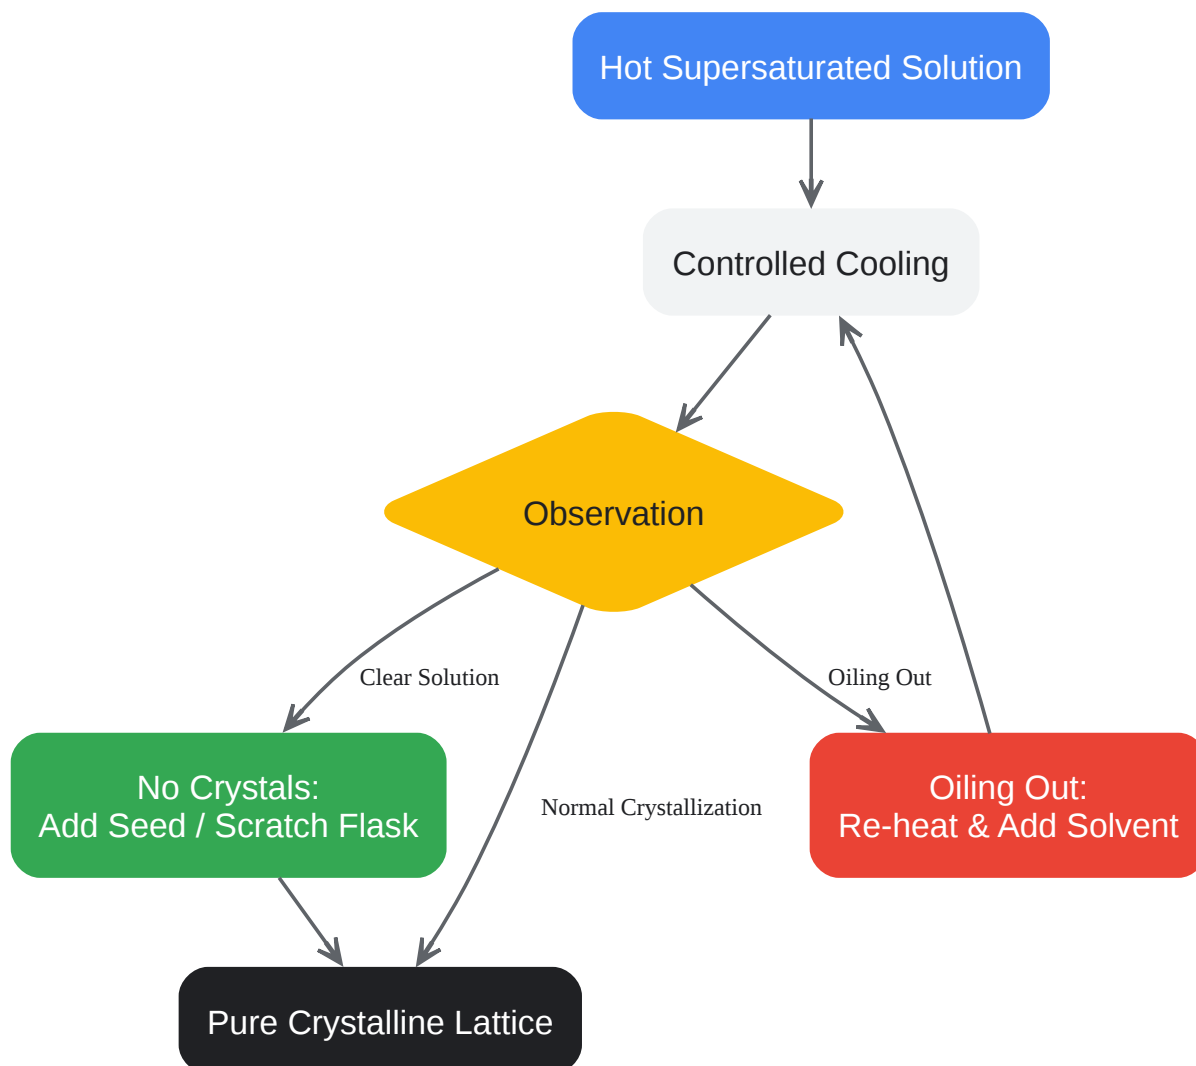 Hot Supersaturated Solution
Controlled Cooling
Observation
Clear Solution
Oiling Out
Normal Crystallization
No Crystals:
Add Seed / Scratch Flask
Oiling Out:
Re-heat & Add Solvent
Pure Crystalline Lattice